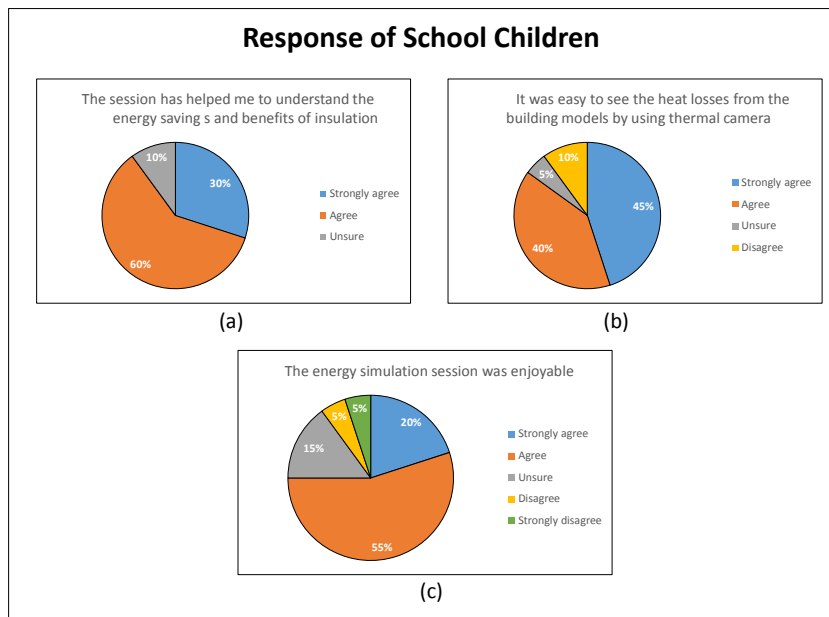 Response of School Children
The session has helped me to understand the
energy saving s and benefits of insulation
10%
30%
60%
Strongly agree
Agree
Unsure
(a)
It was easy to see the heat losses from the
building models by using thermal camera
10%
5%
45%
40%
Strongly agree
Agree
Unsure
Disagree
(b)
The energy simulation session was enjoyable
5%
5%
20%
15%
55%
Strongly agree
Agree
Unsure
Disagree
Strongly disagree
(c)